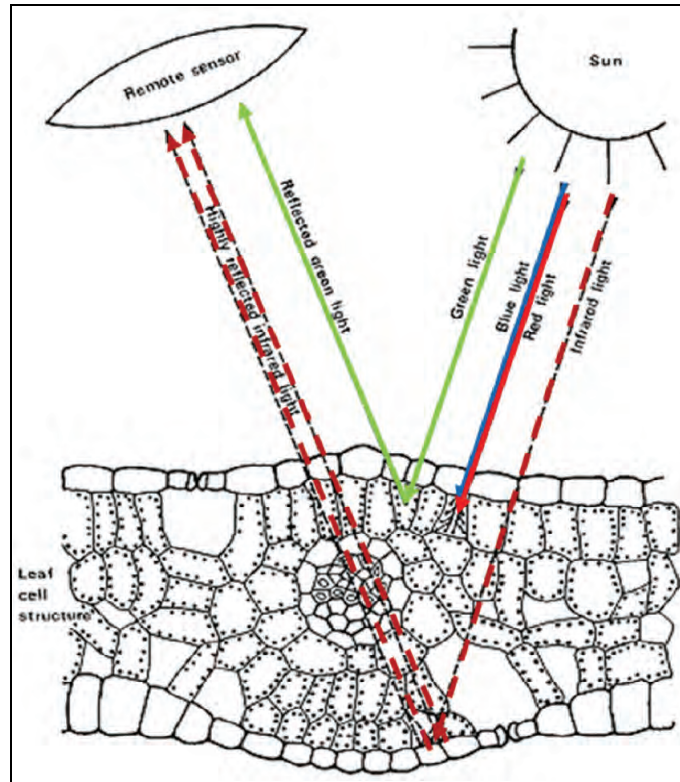 Remote sensor
Sun
Highly reflected infrared light
Reflected green light
Green light
Blue light
Red light
Infrared light
Leaf
cell
structure